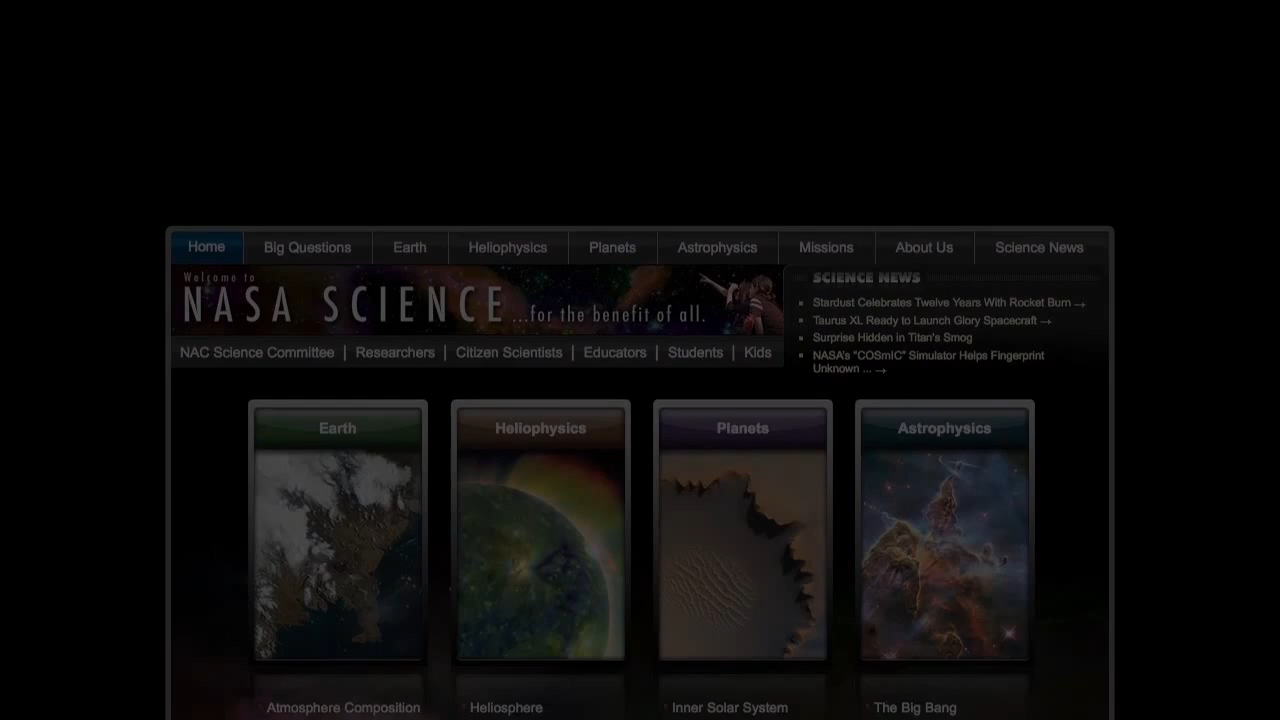 Home Big Questions Earth Heliophysics Planets Astrophysics Missions About Us Science News
Welcome to
NASA SCIENCE ...for the benefit of all.
NAC Science Committee | Researchers | Citizen Scientists | Educators | Students | Kids
SCIENCE NEWS
Stardust Celebrates Twelve Years With Rocket Burn →
Taurus XL Ready to Launch Glory Spacecraft →
Surprise Hidden in Titan's Smog
NASA's "COSmIC" Simulator Helps Fingerprint
Unknown ... →
Earth Heliophysics Planets Astrophysics
Atmosphere Composition Heliosphere Inner Solar System The Big Bang